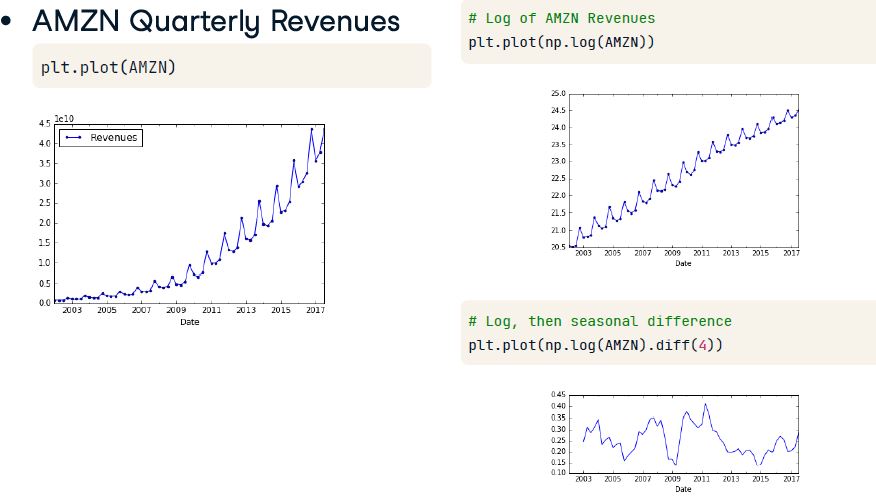 • AMZN Quarterly Revenues
plt.plot(AMZN)
1e10
4.5
4.0
3.5
3.0
2.5
2.0
1.5
1.0
0.5
0.0
Revenues
2003 2005 2007 2009 2011 2013 2015 2017
Date
# Log of AMZN Revenues
plt.plot(np.log(AMZN))
25.0
24.5
24.0
23.5
23.0
22.5
22.0
21.5
21.0
20.5
2003 2005 2007 2009 2011 2013 2015 2017
Date
# Log, then seasonal difference
plt.plot(np.log(AMZN).diff(4))
0.45
0.40
0.35
0.30
0.25
0.20
0.15
0.10
2003 2005 2007 2009 2011 2013 2015 2017
Date